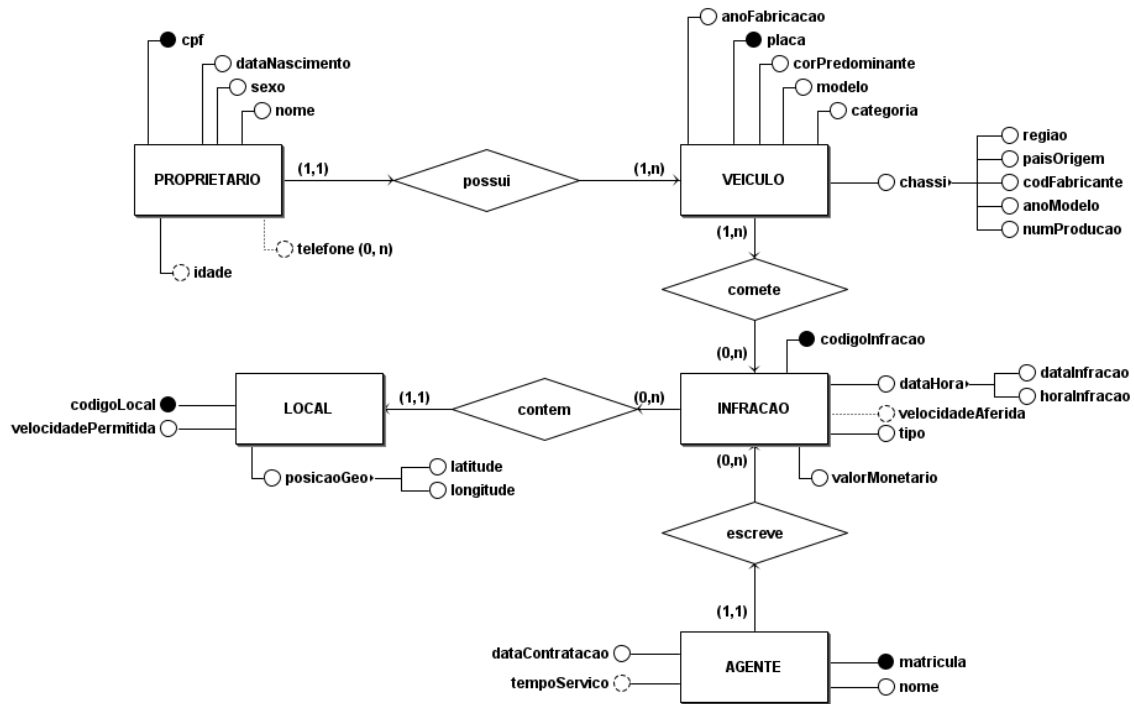 anoFabricacao
cpf
placa
dataNascimento
corPredominante
sexo
modelo
nome
categoria
PROPRIETARIO
(1,1)
possui
(1,n)
VEICULO
chassi
regiao
paisOrigem
codFabricante
anoModelo
numProducao
telefone (0, n)
idade
(1,n)
comete
(0,n)
codigoInfracao
codigoLocal
velocidadePermitida
LOCAL
(1,1)
contem
(0,n)
INFRACAO
dataHora
dataInfracao
horaInfracao
velocidadeAferida
tipo
(0,n)
valorMonetario
posicaoGeo
latitude
longitude
escreve
(1,1)
dataContratacao
tempoServico
AGENTE
matricula
nome